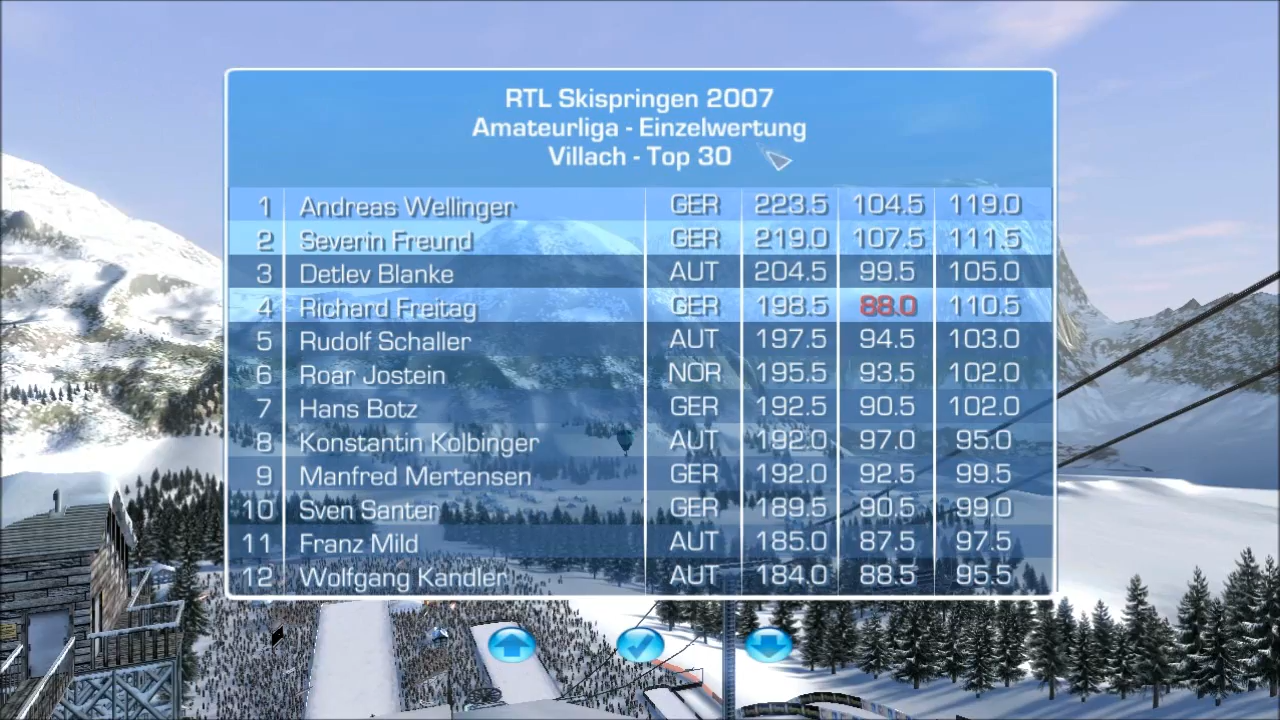 RTL Skispringen 2007
Amateurliga - Einzelwertung
Villach - Top 30
1 Andreas Wellinger GER 223.5 104.5 119.0
2 Severin Freund GER 219.0 107.5 111.5
3 Detlev Blanke AUT 204.5 99.5 105.0
4 Richard Freitag GER 198.5 88.0 110.5
5 Rudolf Schaller AUT 197.5 94.5 103.0
6 Roar Jostein NOR 195.5 93.5 102.0
7 Hans Botz GER 192.5 90.5 102.0
8 Konstantin Kolbinger AUT 192.0 97.0 95.0
9 Manfred Mertensen GER 192.0 92.5 99.5
10 Sven Santer GER 189.5 90.5 99.0
11 Franz Mild AUT 185.0 87.5 97.5
12 Wolfgang Kandler AUT 184.0 88.5 95.5